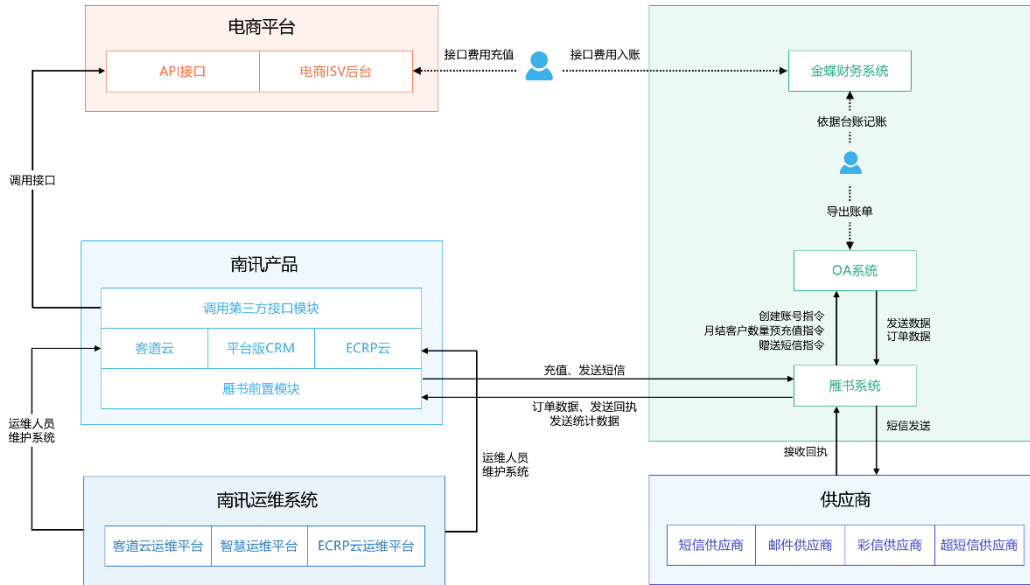 电商平台
API接口
电商ISV后台
接口费用充值
接口费用入账
金蝶财务系统
依据台账记账
调用接口
导出账单
南讯产品
OA系统
调用第三方接口模块
创建账号指令
月结客户数量预充值指令
赠送短信指令
发送数据
订单数据
客道云
平台版CRM
ECRP云
充值、发送短信
雁书前置模块
雁书系统
订单数据、发送回执
发送统计数据
运维人员
维护系统
短信发送
接收回执
运维人员
维护系统
南讯运维系统
供应商
客道云运维平台
智慧运维平台
ECRP云运维平台
短信供应商
邮件供应商
彩信供应商
超短信供应商